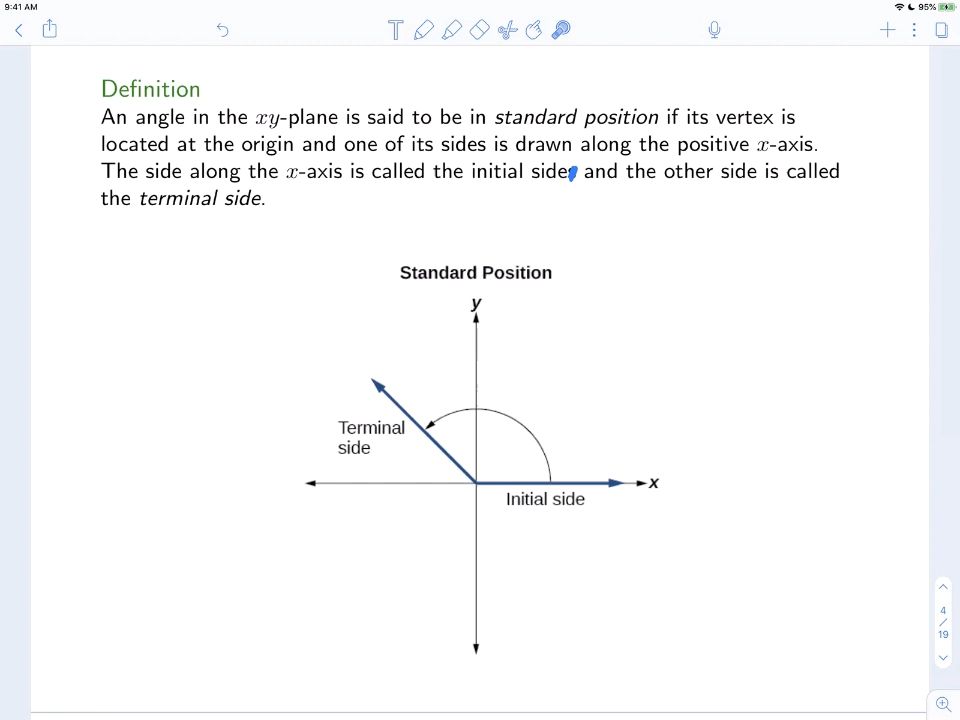 9:41 AM
95%
T
Definition
An angle in the xy-plane is said to be in standard position if its vertex is
located at the origin and one of its sides is drawn along the positive x-axis.
The side along the x-axis is called the initial side, and the other side is called
the terminal side.
Standard Position
y
Terminal
side
x
Initial side
4
/
19